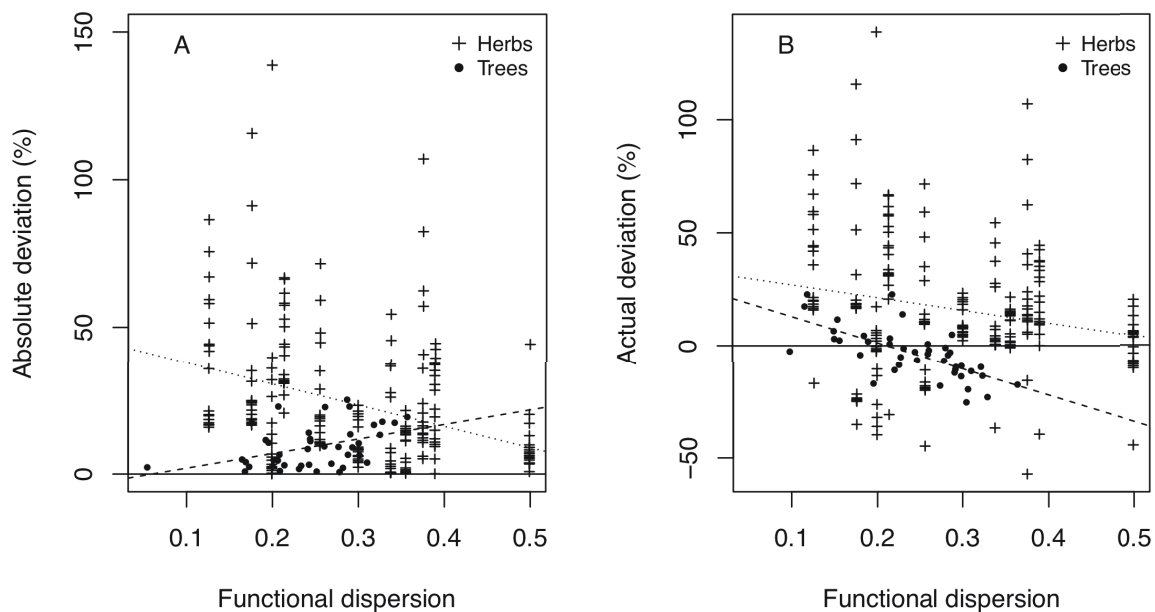 A
Herbs
Trees
Absolute deviation (%)
150
100
50
0
0.1 0.2 0.3 0.4 0.5
Functional dispersion
B
Herbs
Trees
Actual deviation (%)
100
50
0
−50
0.1 0.2 0.3 0.4 0.5
Functional dispersion